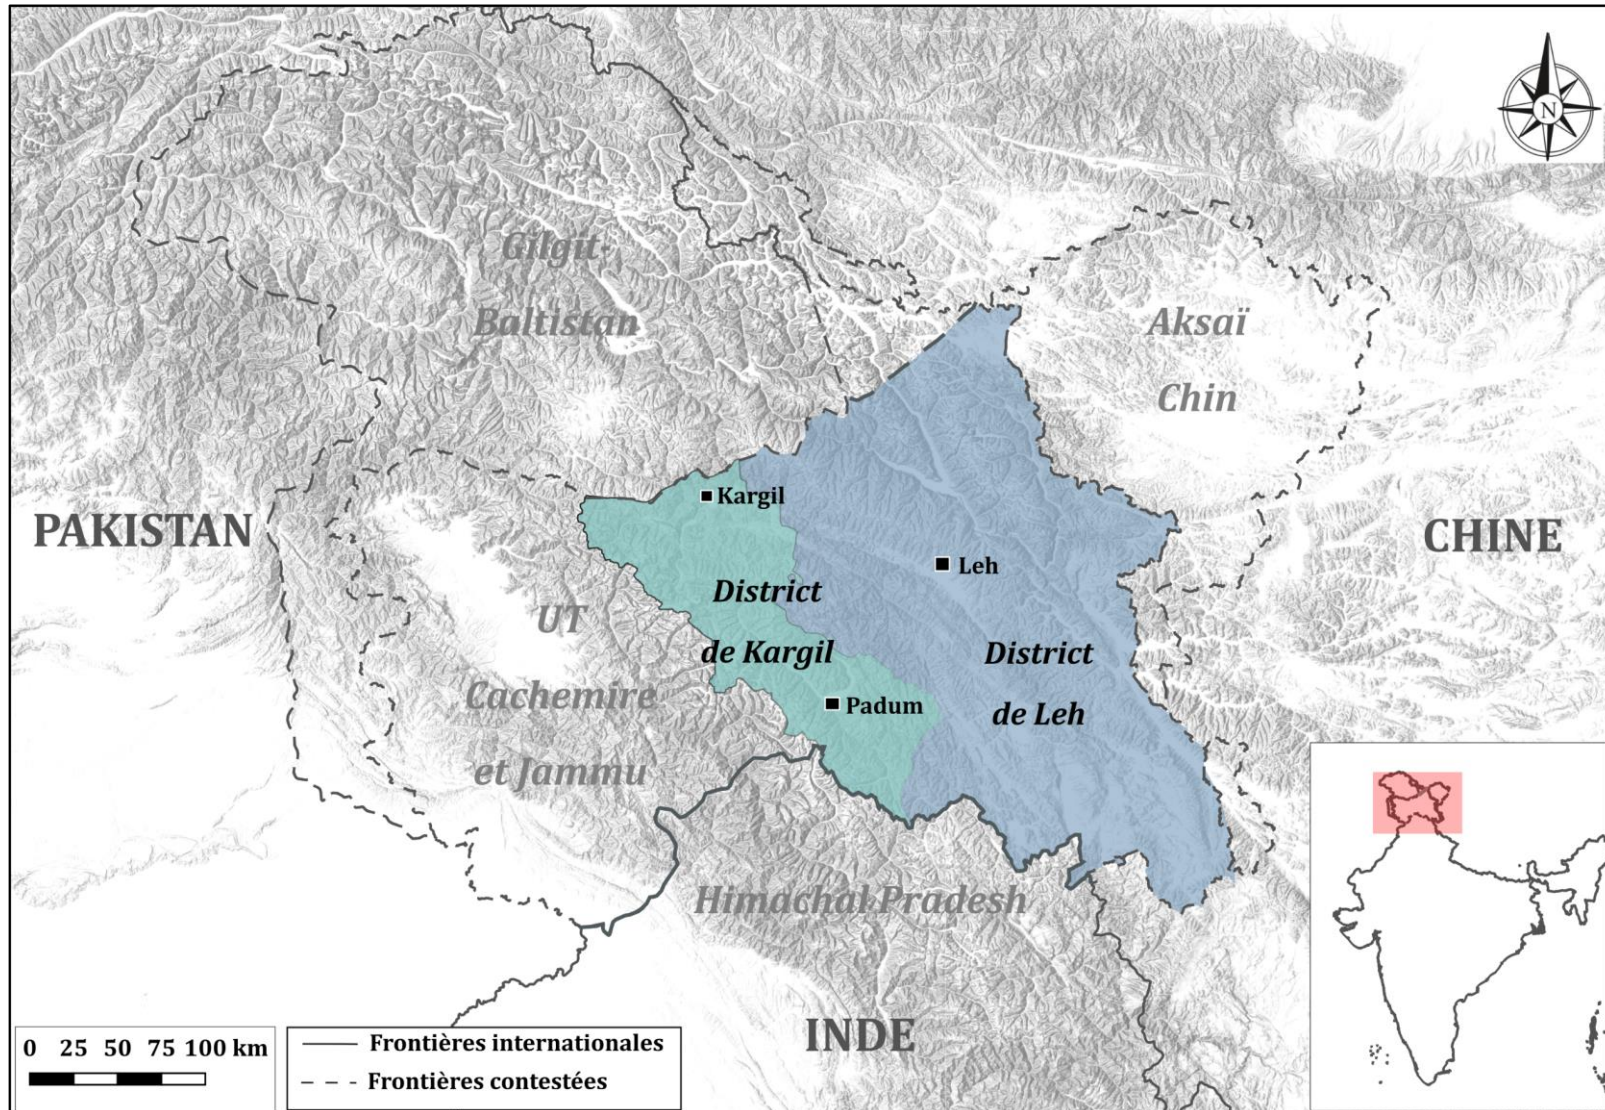 N
Gilgit-
Baltistan
Aksaï
Chin
PAKISTAN
Kargil
CHINE
Leh
District
de Kargil
UT
Cachemire
et Jammu
District
de Leh
Padum
Himachal Pradesh
INDE
0 25 50 75 100 km
Frontières internationales
Frontières contestées